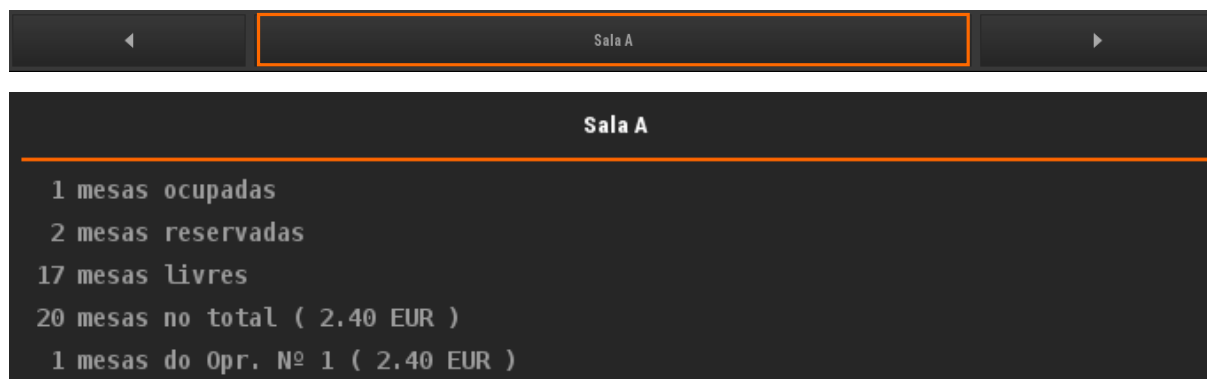 Sala A
Sala A
1 mesas ocupadas
2 mesas reservadas
17 mesas livres
20 mesas no total ( 2.40 EUR )
1 mesas do Opr. Nº 1 ( 2.40 EUR )